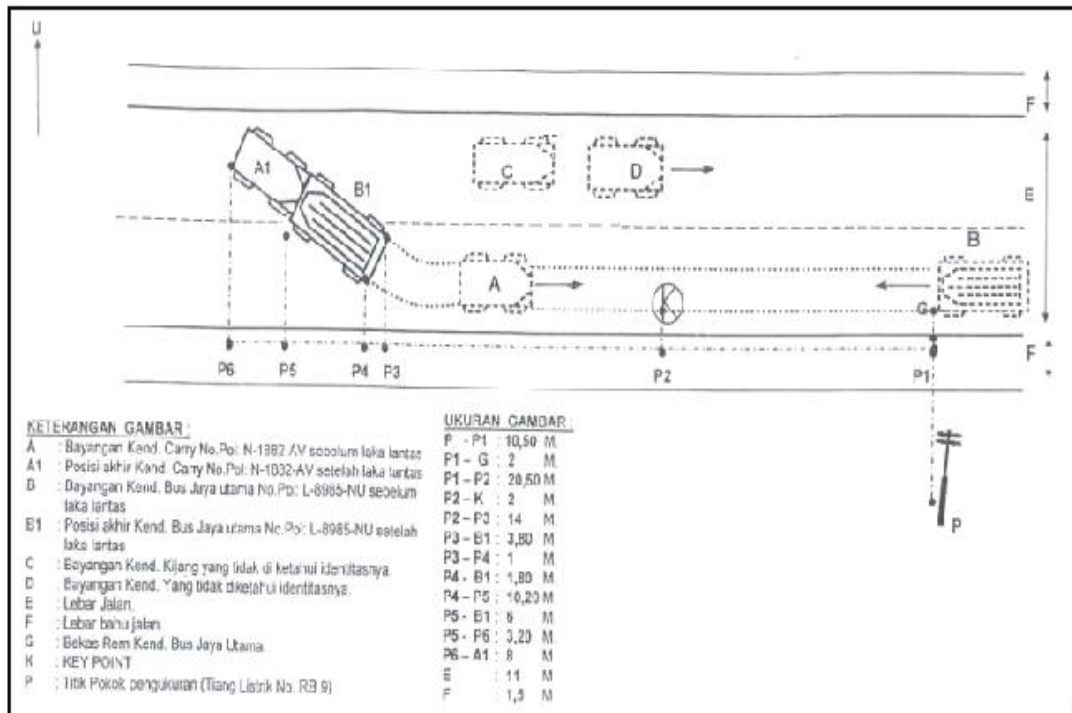 U
F
A1
B1
C
D
E
B
A
K
G
F
P6
P5
P4
P3
P2
P1
P
KETERANGAN GAMBAR :
A : Bayangan Kend. Carry No.Pol: N-1882-AV sebelum laka lantas
A1 : Posisi akhir Kend. Carry No.Pol: N-1882-AV setelah laka lantas
B : Bayangan Kend. Bus Jaya utama No.Pol: L-8985-NU sebelum
laka lantas
B1 : Posisi akhir Kend. Bus Jaya utama No.Pol: L-8985-NU setelah
laka lantas
C : Bayangan Kend. Kijang yang tidak di ketahui identitasnya.
D : Bayangan Kend. Yang tidak diketahui identitasnya.
E : Lebar Jalan.
F : Lebar bahu jalan.
G : Bekas Rem Kend. Bus Jaya Utama.
K : KEY POINT
P : Titik Pokok pengukuran (Tiang Listrik No. RB 9)
UKURAN GAMBAR :
P - P1 : 10,50 M.
P1 - G : 2 M.
P1 - P2 : 20,50 M.
P2 - K : 2 M.
P2 - P3 : 14 M.
P3 - B1 : 3,80 M.
P3 - P4 : 1 M.
P4 - B1 : 1,80 M.
P4 - P5 : 10,20 M.
P5 - B1 : 6 M.
P5 - P6 : 3,20 M.
P6 - A1 : 8 M.
E : 11 M.
F : 1,5 M.